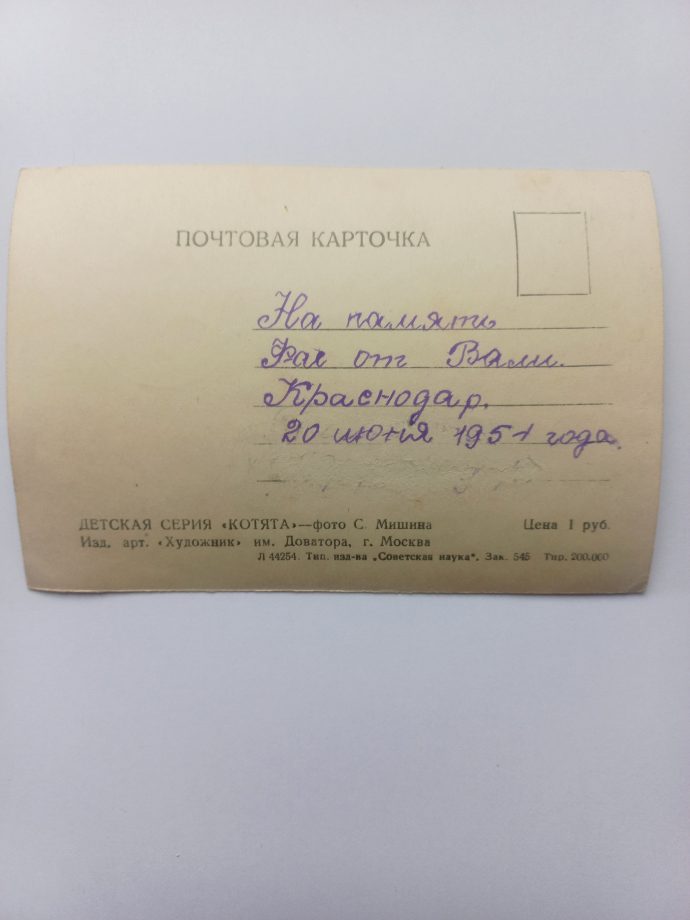 ПОЧТОВАЯ КАРТОЧКА
На память
Фае от Вали.
Краснодар.
20 июня 1951 года.
ДЕТСКАЯ СЕРИЯ «КОТЯТА»—фото С. Мишина Цена 1 руб.
Изд. арт. «Художник» им. Доватора, г. Москва
Л 44254. Тип. изд-ва „Советская наука“. Зак. 545 Тир. 200.000